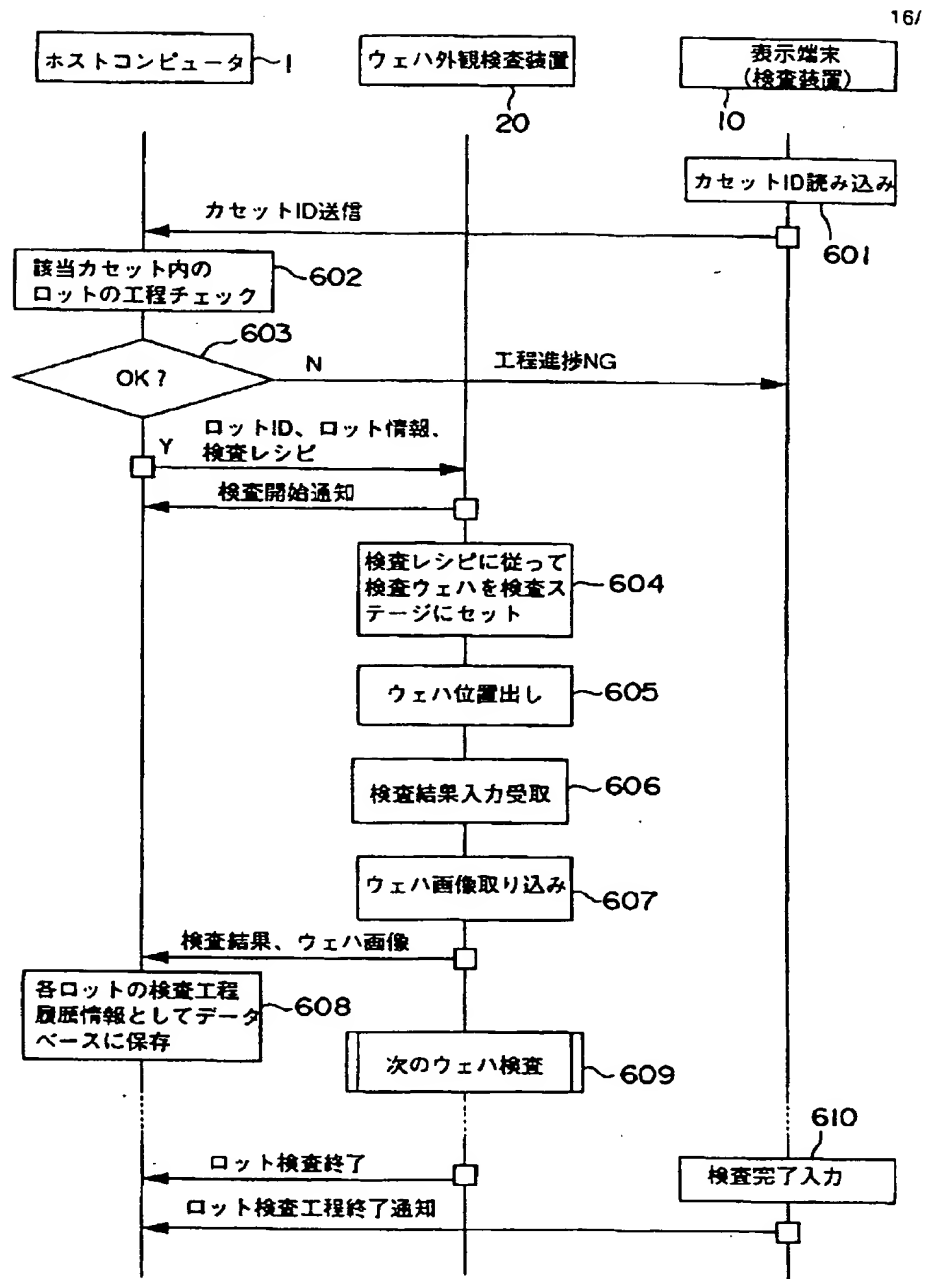 16/
ホストコンピュータ
1
ウェハ外観検査装置
20
表示端末
(検査装置)
10
カセットID読み込み
601
カセットID送信
該当カセット内の
ロットの工程チェック
602
603
OK?
N
工程進捗NG
Y
ロットID、ロット情報、
検査レシピ
検査開始通知
検査レシピに従って
検査ウェハを検査ス
テージにセット
604
ウェハ位置出し
605
検査結果入力受取
606
ウェハ画像取り込み
607
検査結果、ウェハ画像
各ロットの検査工程
履歴情報としてデータ
ベースに保存
608
次のウェハ検査
609
610
検査完了入力
ロット検査終了
ロット検査工程終了通知